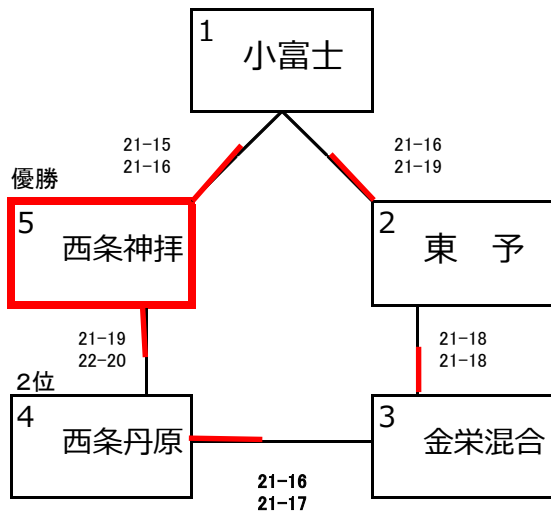 1
小富士
21-15
21-16
21-16
21-19
優勝
5
西条神拝
2
東　予
21-19
22-20
21-18
21-18
2位
4
西条丹原
3
金栄混合
21-16
21-17